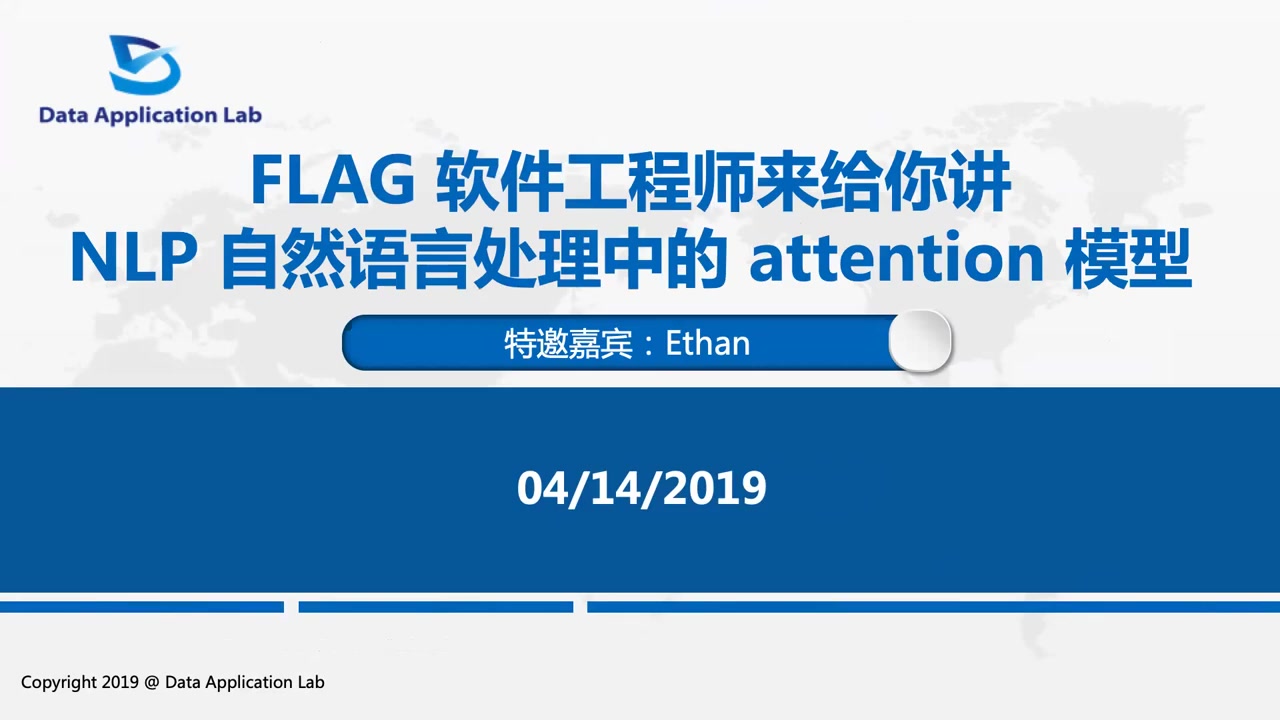 Data Application Lab
FLAG 软件工程师来给你讲
NLP 自然语言处理中的 attention 模型
特邀嘉宾：Ethan
04/14/2019
Copyright 2019 @ Data Application Lab